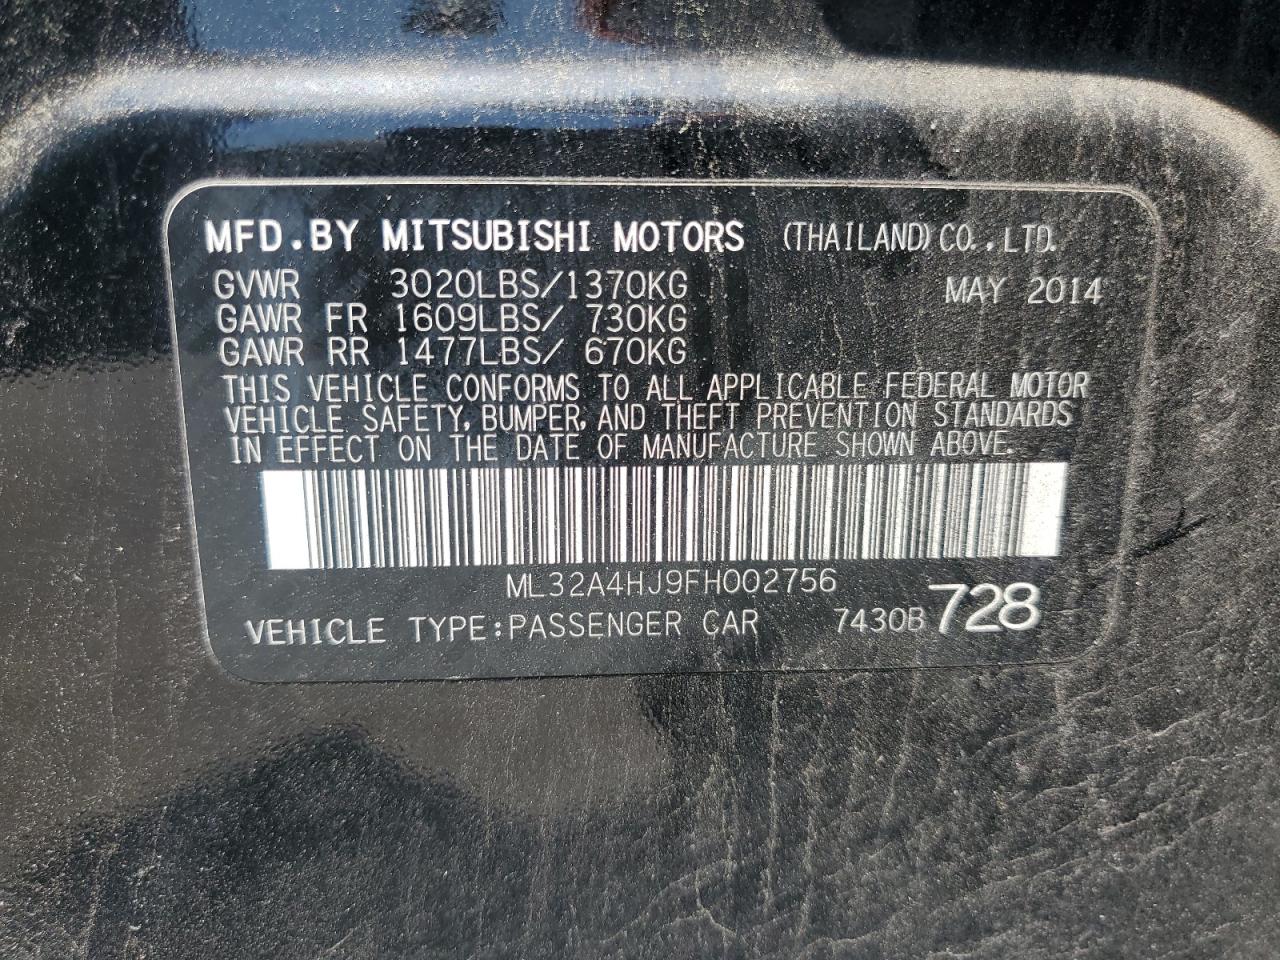 MFD.BY MITSUBISHI MOTORS (THAILAND)CO.,LTD.
GVWR 3020LBS/1370KG MAY 2014
GAWR FR 1609LBS/ 730KG
GAWR RR 1477LBS/ 670KG
THIS VEHICLE CONFORMS TO ALL APPLICABLE FEDERAL MOTOR
VEHICLE SAFETY, BUMPER, AND THEFT PREVENTION STANDARDS
IN EFFECT ON THE DATE OF MANUFACTURE SHOWN ABOVE.
ML32A4HJ9FH002756
VEHICLE TYPE:PASSENGER CAR 7430B 728